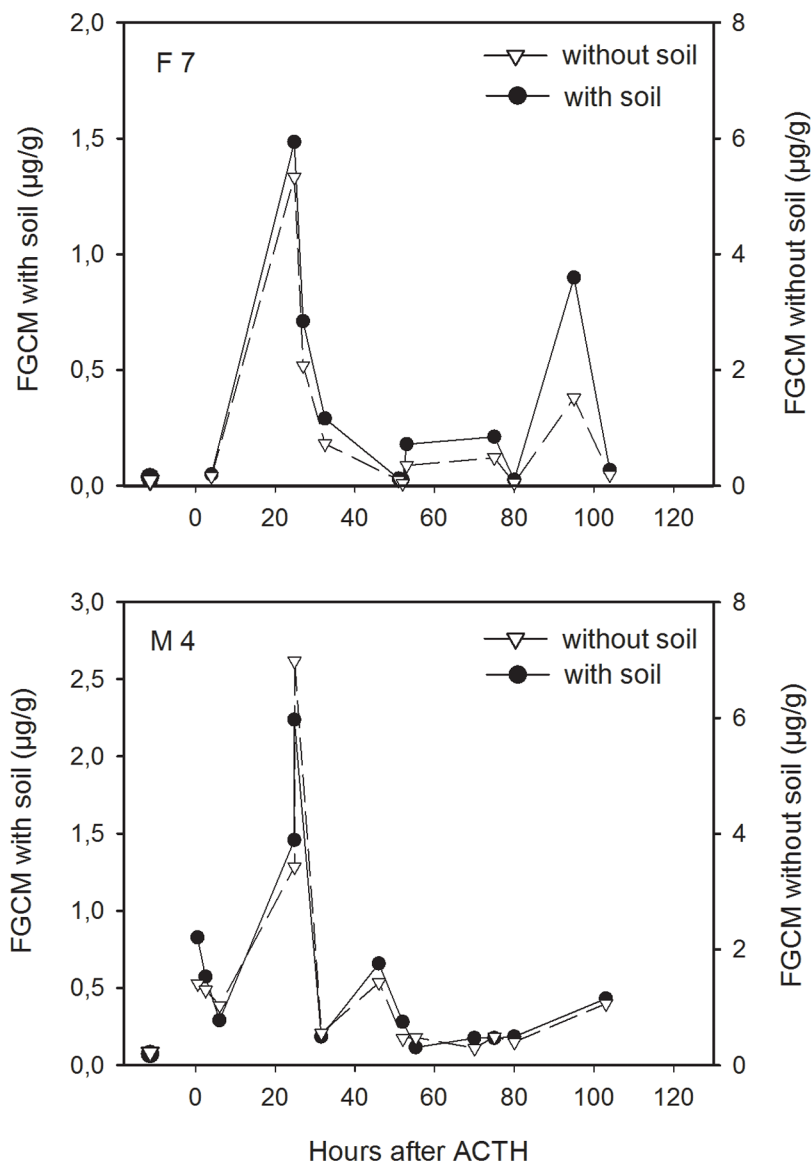 F 7
without soil
with soil
FGCM with soil (µg/g)
2,0
1,5
1,0
0,5
0,0
FGCM without soil (µg/g)
8
6
4
2
0
0 20 40 60 80 100 120
M 4
without soil
with soil
FGCM with soil (µg/g)
3,0
2,5
2,0
1,5
1,0
0,5
0,0
FGCM without soil (µg/g)
8
6
4
2
0
0 20 40 60 80 100 120
Hours after ACTH